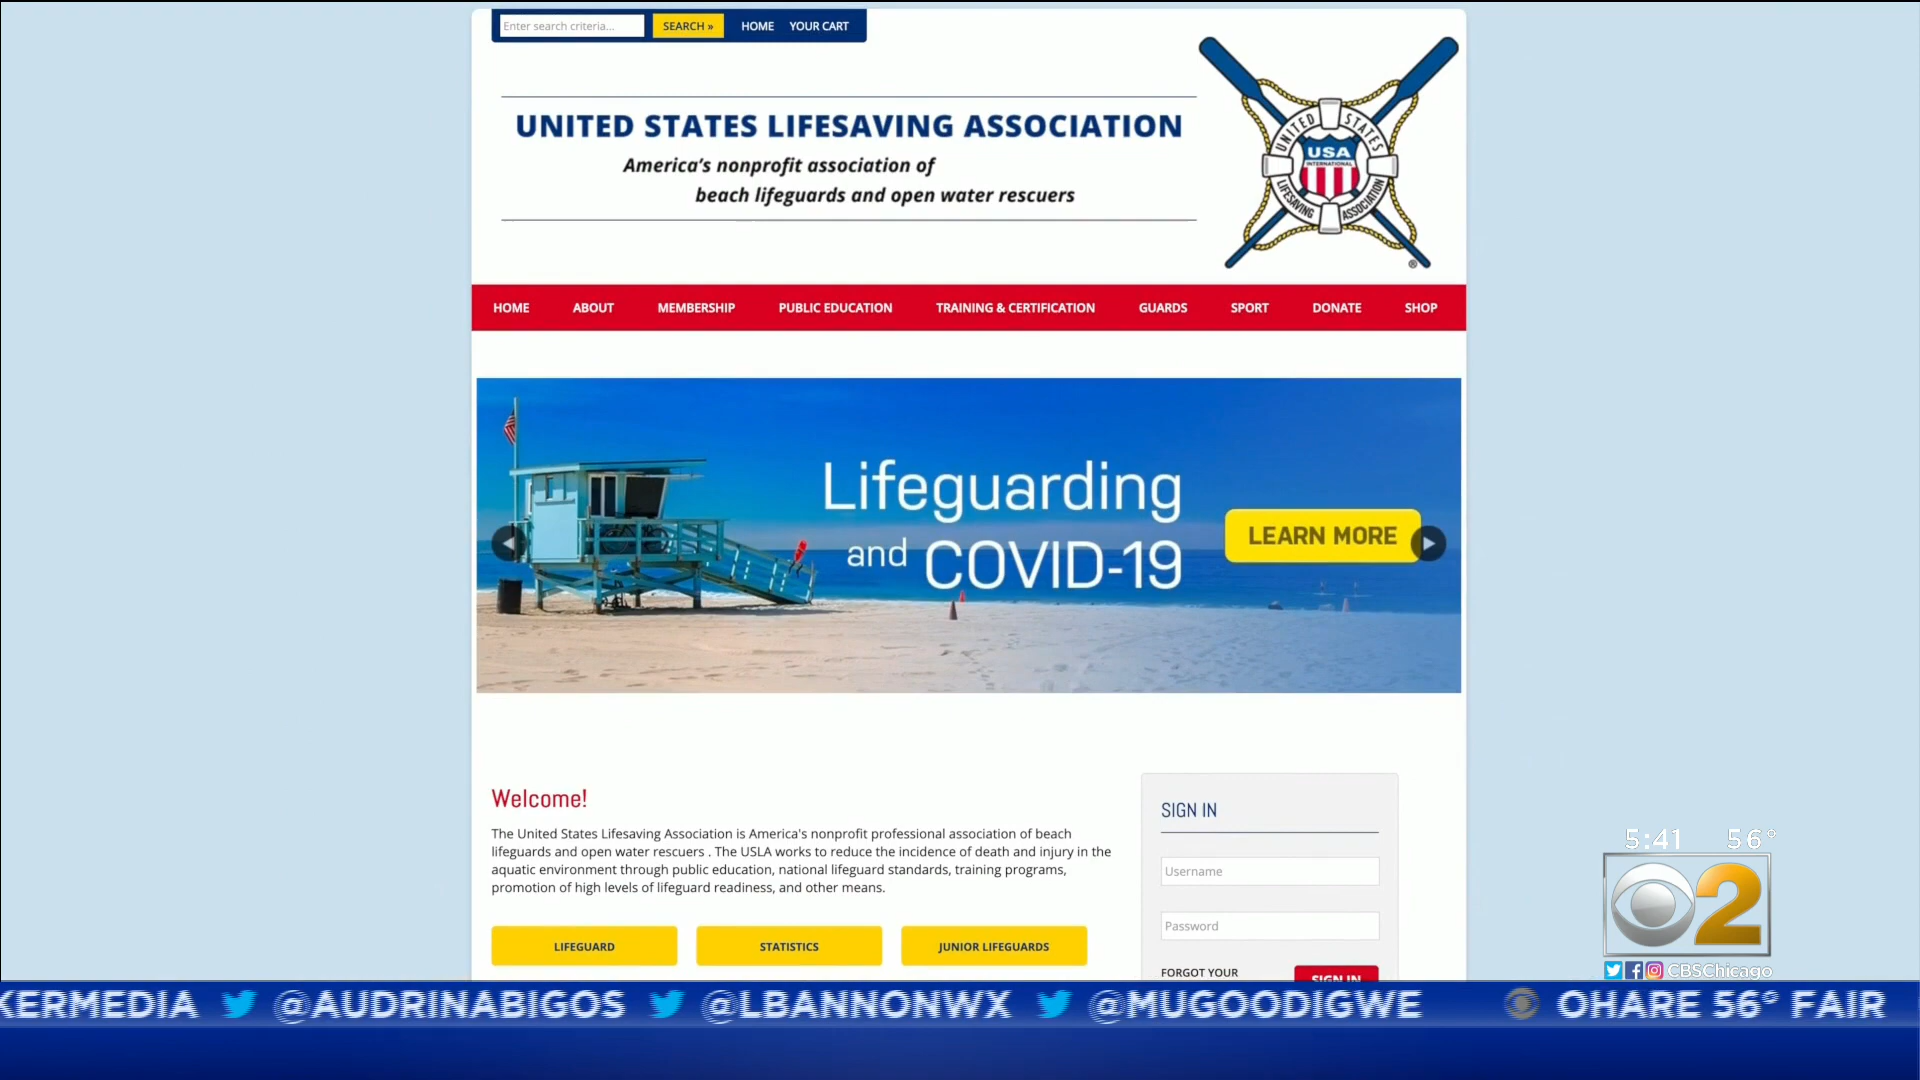 Enter search criteria...
SEARCH »
HOME
YOUR CART
UNITED STATES LIFESAVING ASSOCIATION
America's nonprofit association of
beach lifeguards and open water rescuers
UNITED STATES
USA
INTERNATIONAL
LIFESAVING ASSOCIATION
®
HOME
ABOUT
MEMBERSHIP
PUBLIC EDUCATION
TRAINING & CERTIFICATION
GUARDS
SPORT
DONATE
SHOP
Lifeguarding
and COVID-19
LEARN MORE
Welcome!
The United States Lifesaving Association is America's nonprofit professional association of beach
lifeguards and open water rescuers . The USLA works to reduce the incidence of death and injury in the
aquatic environment through public education, national lifeguard standards, training programs,
promotion of high levels of lifeguard readiness, and other means.
LIFEGUARD
STATISTICS
JUNIOR LIFEGUARDS
SIGN IN
Username
Password
FORGOT YOUR
SIGN IN
5:41 56°
2
CBSChicago
KERMEDIA @AUDRINABIGOS @LBANNONWX @MUGOODIGWE OHARE 56° FAIR